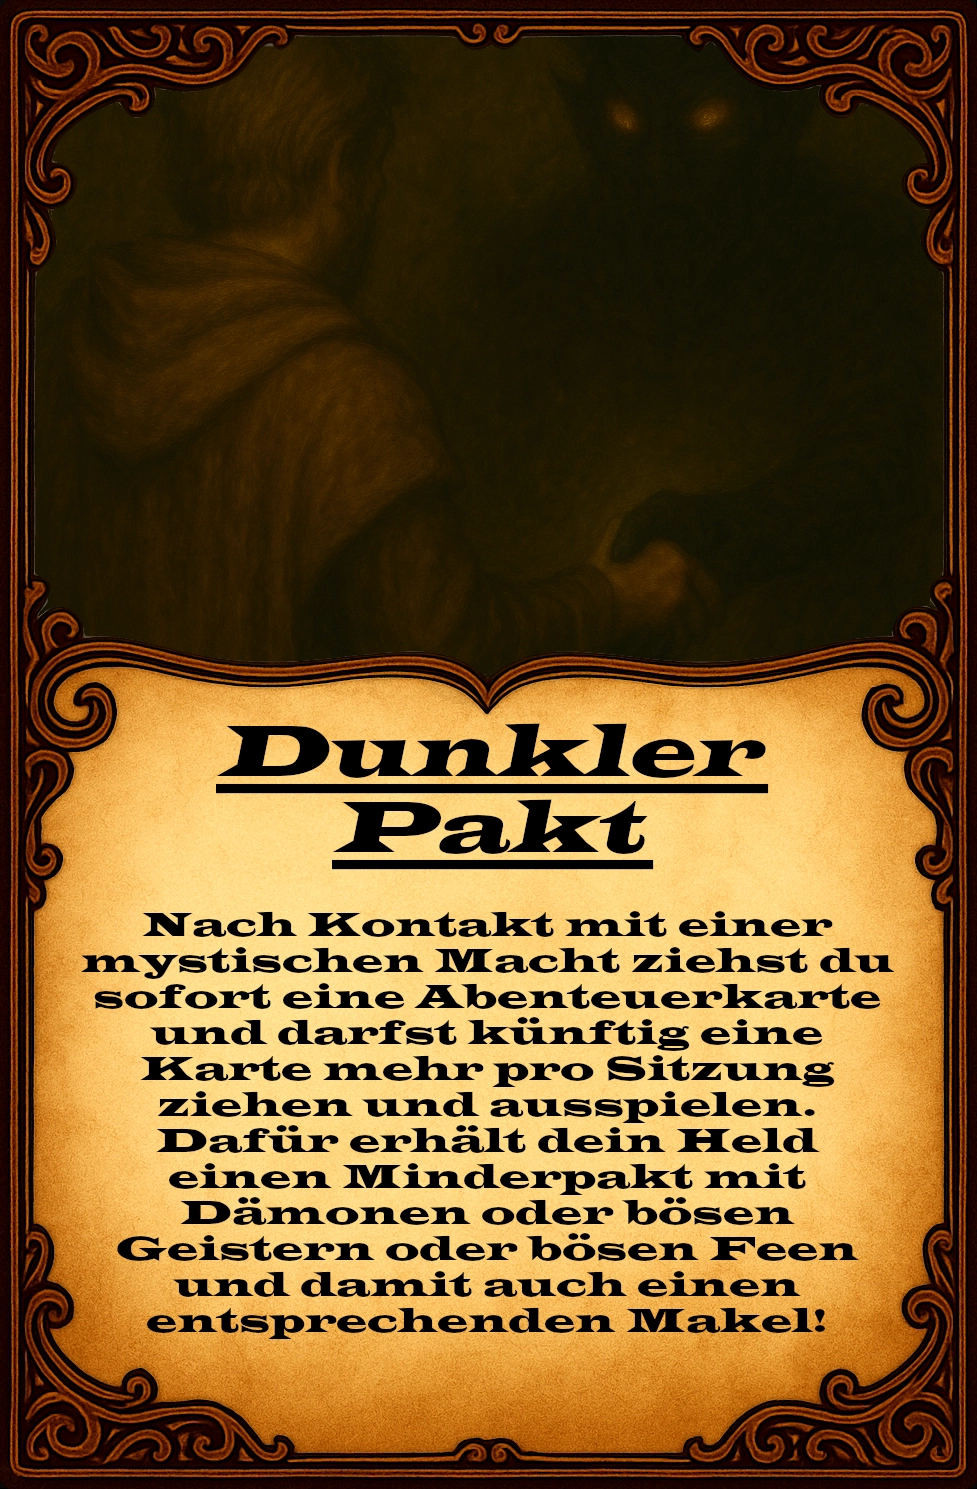 Dunkler
Pakt
Nach Kontakt mit einer
mystischen Macht ziehst du
sofort eine Abenteuerkarte
und darfst künftig eine
Karte mehr pro Sitzung
ziehen und ausspielen.
Dafür erhält dein Held
einen Minderpakt mit
Dämonen oder bösen
Geistern oder bösen Feen
und damit auch einen
entsprechenden Makel!